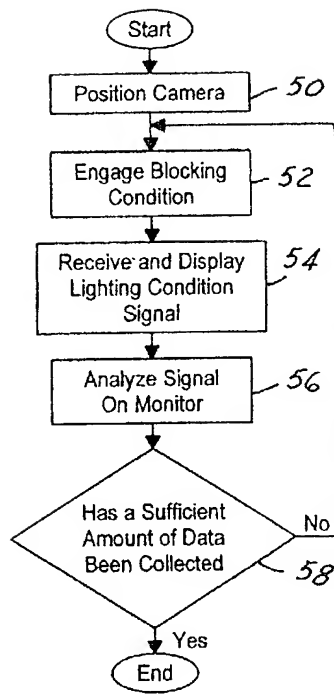 Start
Position Camera
50
Engage Blocking
Condition
52
Receive and Display
Lighting Condition
Signal
54
Analyze Signal
On Monitor
56
Has a Sufficient
Amount of Data
Been Collected
No
58
Yes
End